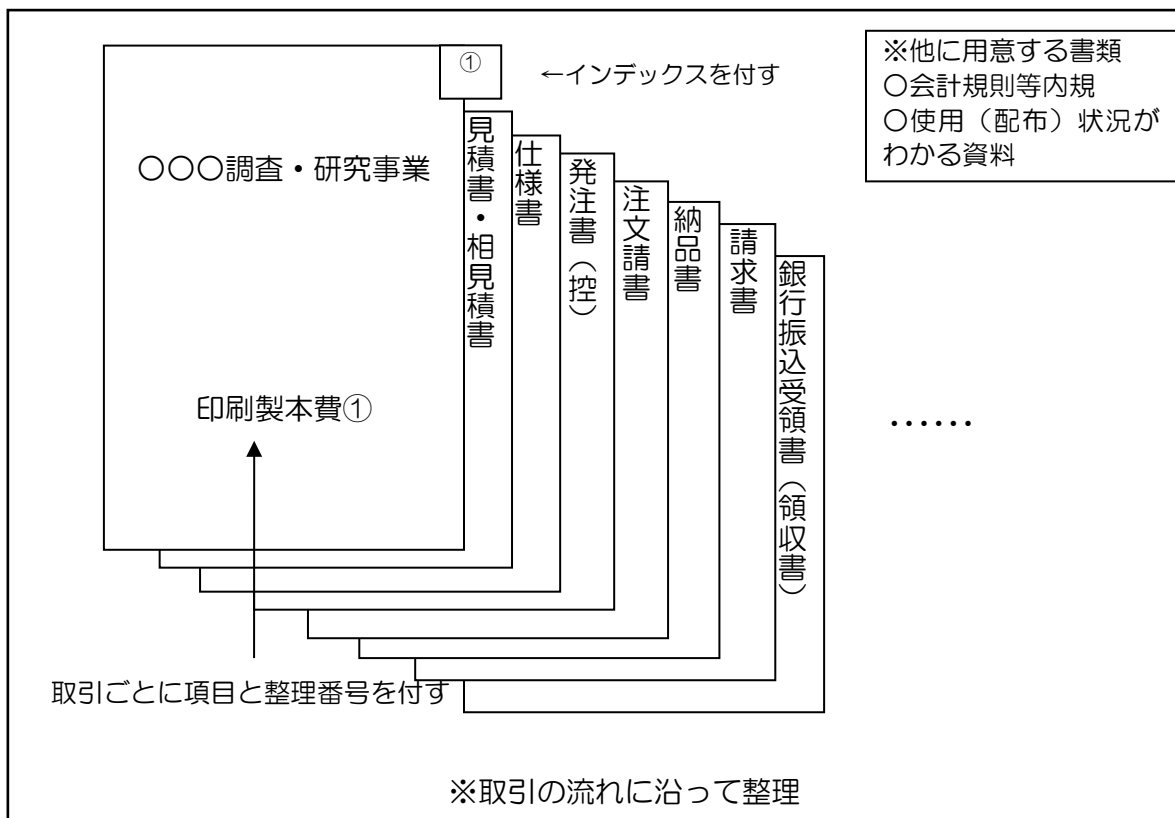 ①
←インデックスを付す
※他に用意する書類
〇会計規則等内規
〇使用（配布）状況が
わかる資料
〇〇〇調査・研究事業
印刷製本費①
見積書・相見積書
仕様書
発注書（控）
注文請書
納品書
請求書
銀行振込受領書（領収書）
‥‥‥
取引ごとに項目と整理番号を付す
※取引の流れに沿って整理